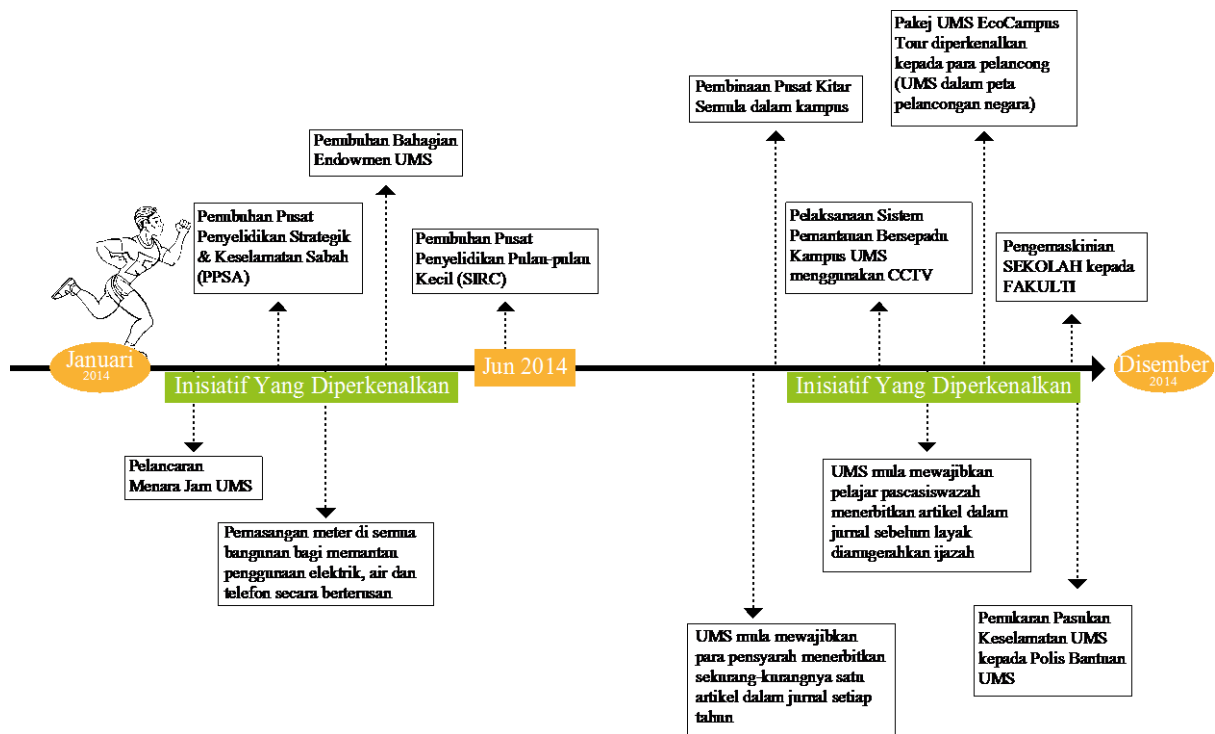 Pakej UMS EcoCampus
Tour diperkenalkan
kepada para pelancong
(UMS dalam peta
pelancongan negara)
Pembinaan Pusat Kitar
Semula dalam kampus
Penubuhan Bahagian
Endowmen UMS
Penubuhan Pusat
Penyelidikan Strategik
& Keselamatan Sabah
(PPSA)
Penubuhan Pusat
Penyelidikan Pulau-pulau
Kecil (SIRC)
Pelaksanaan Sistem
Pemantauan Bersepadu
Kampus UMS
menggunakan CCTV
Pengemaskinian
SEKOLAH kepada
FAKULTI
Januari
2014
Inisiatif Yang Diperkenalkan
Jun 2014
Inisiatif Yang Diperkenalkan
Disember
2014
Pelancaran
Menara Jam UMS
Pemasangan meter di semua
bangunan bagi memantau
penggunaan elektrik, air dan
telefon secara berterusan
UMS mula mewajibkan
pelajar pascasiswazah
menerbitkan artikel dalam
jurnal sebelum layak
dianugerahkan ijazah
UMS mula mewajibkan
para pensyarah menerbitkan
sekurang-kurangnya satu
artikel dalam jurnal setiap
tahun
Penukaran Pasukan
Keselamatan UMS
kepada Polis Bantuan
UMS